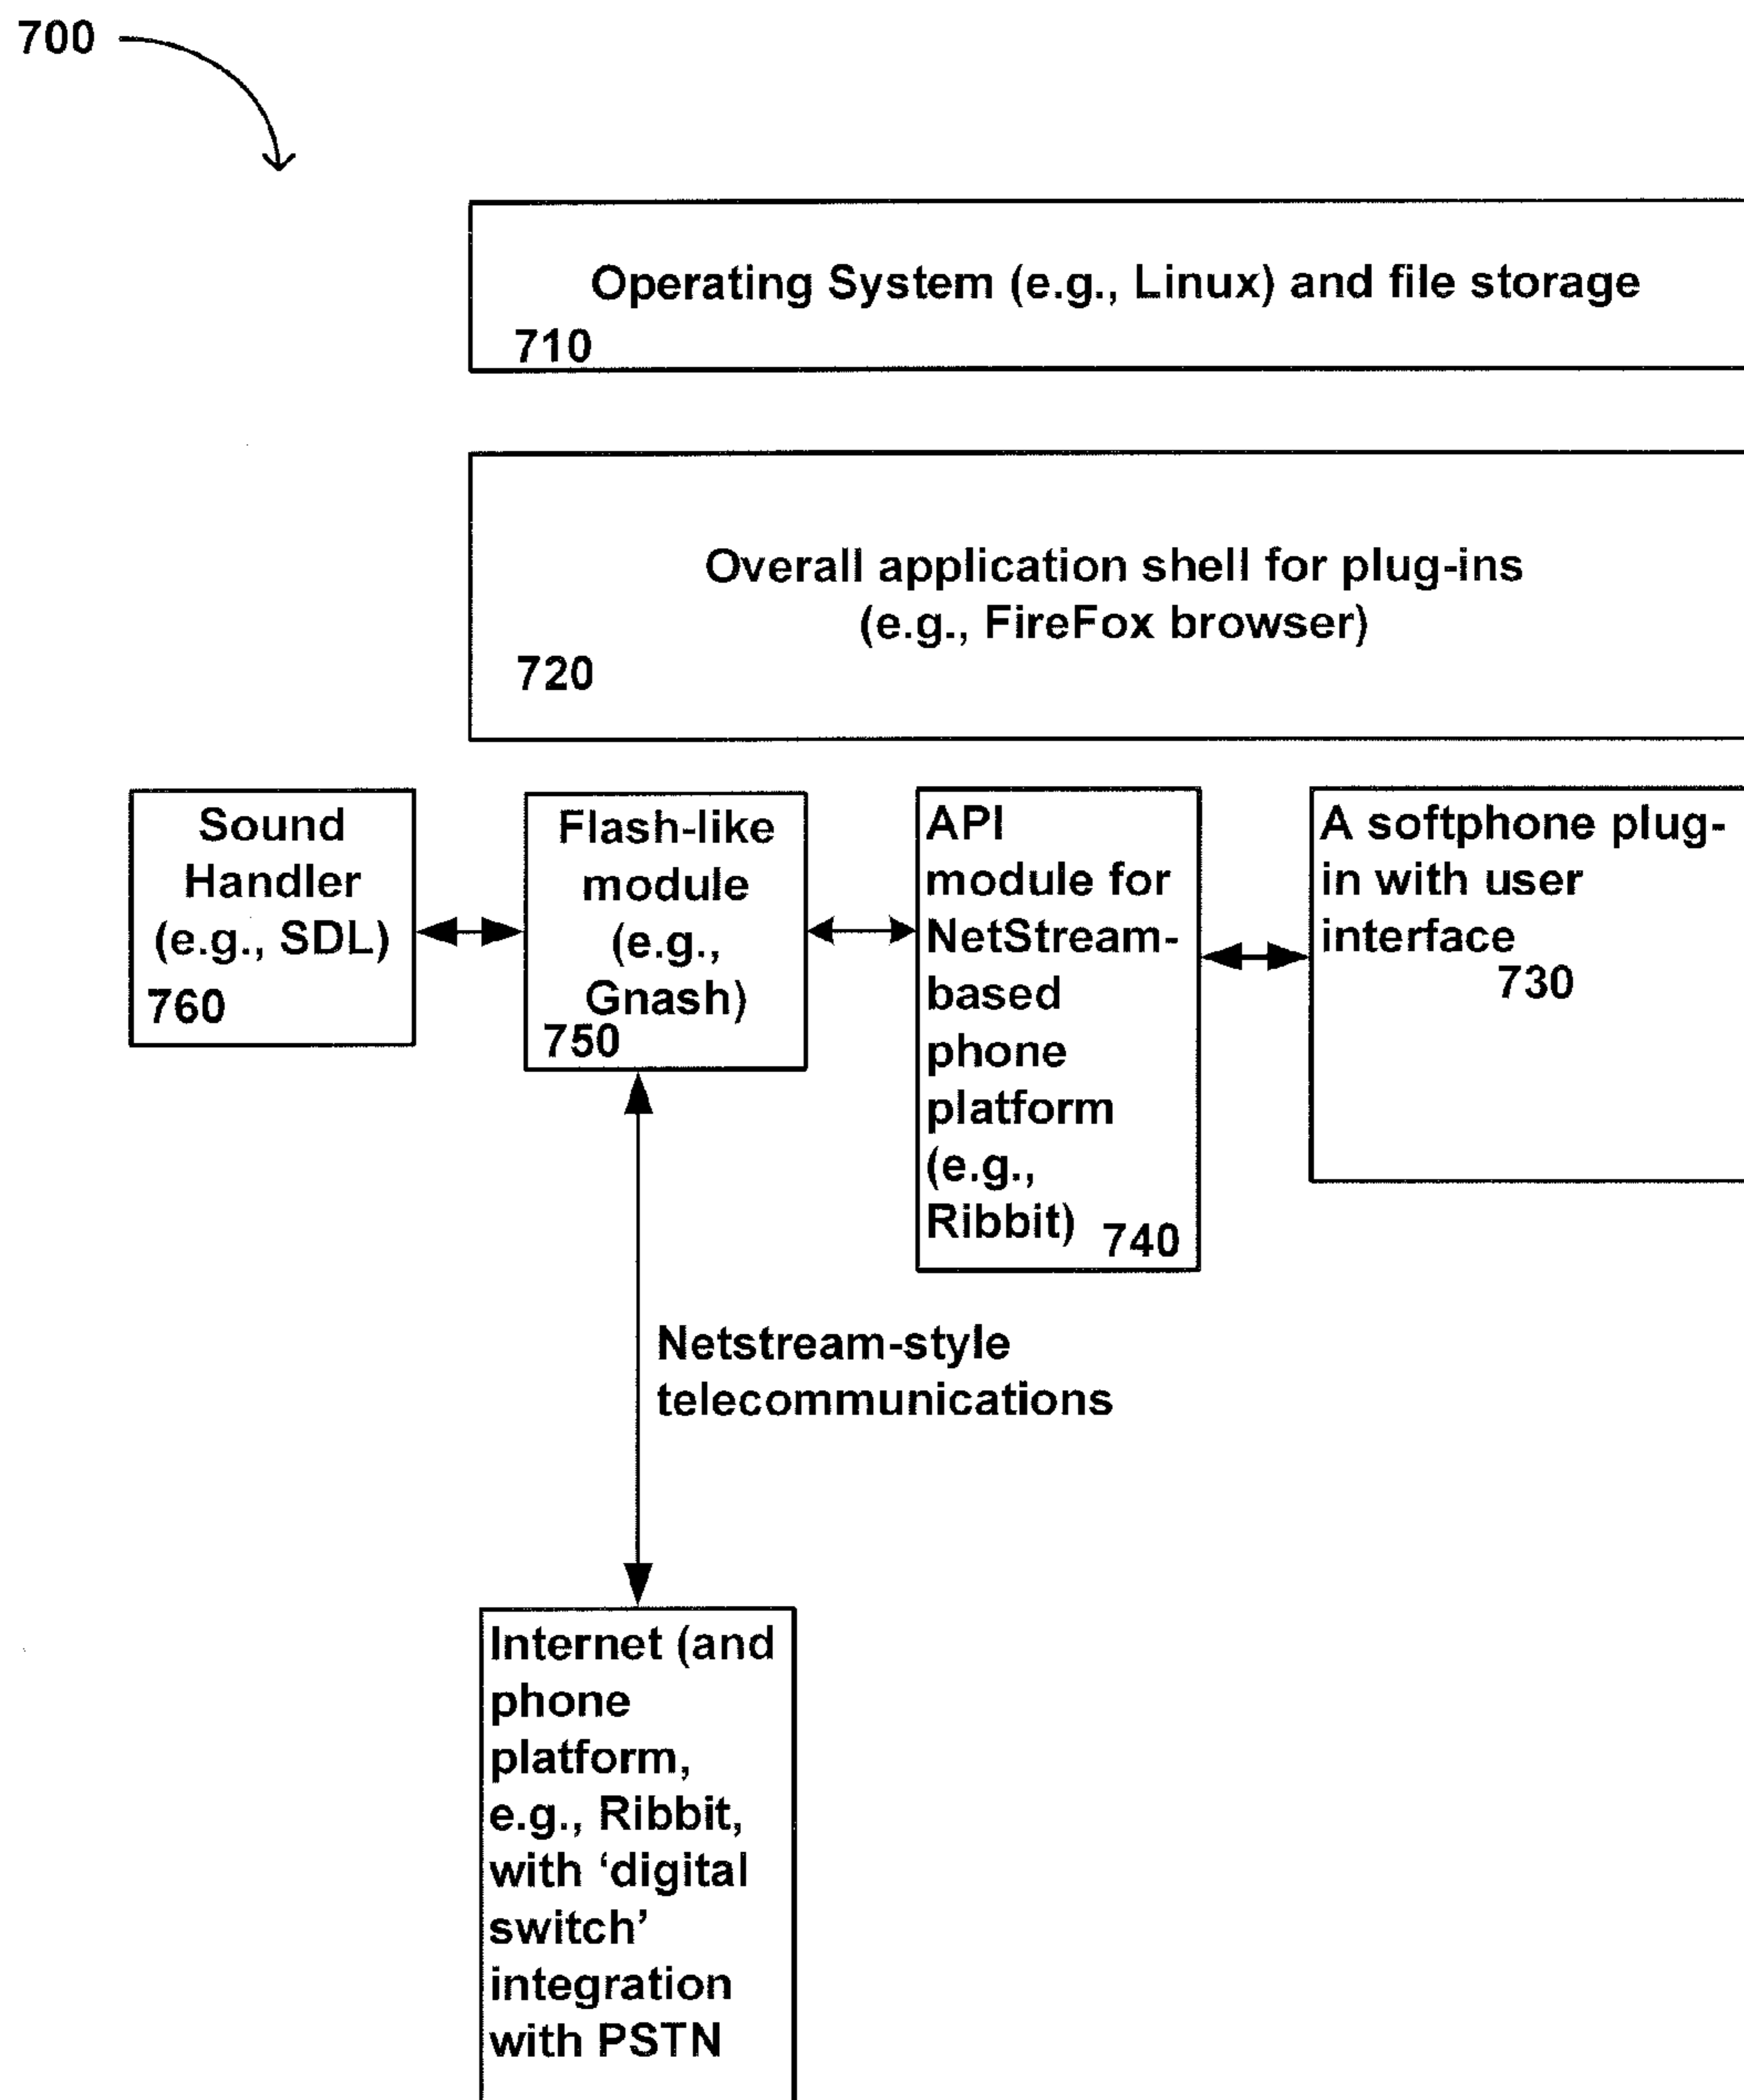 700
Operating System (e.g., Linux) and file storage
710
Overall application shell for plug-ins
(e.g., FireFox browser)
720
Sound
Handler
(e.g., SDL)
760
Flash-like
module
(e.g.,
Gnash)
750
API
module for
NetStream-
based
phone
platform
(e.g.,
Ribbit)
740
A softphone plug-
in with user
interface
730
Netstream-style
telecommunications
Internet (and
phone
platform,
e.g., Ribbit,
with ‘digital
switch’
integration
with PSTN